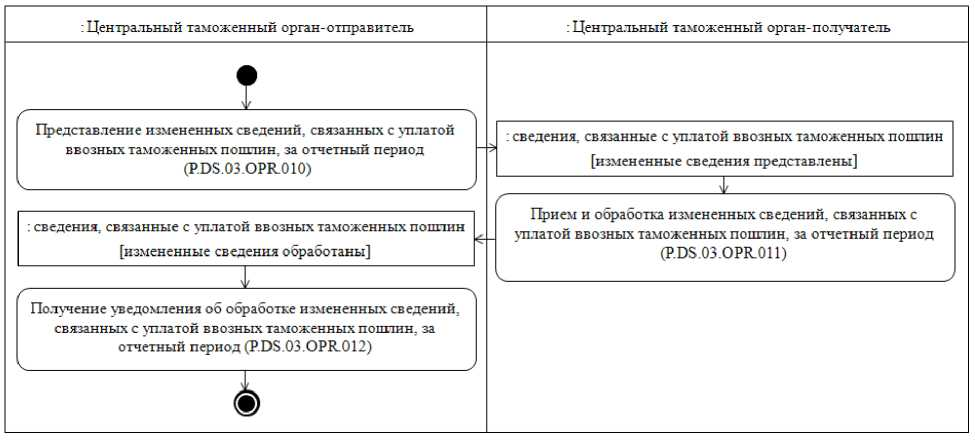 : Центральный таможенный орган-отправитель
: Центральный таможенный орган-получатель
Представление измененных сведений, связанных с уплатой
ввозных таможенных пошлин, за отчетный период
(P.DS.03.OPR.010)
: сведения, связанные с уплатой ввозных таможенных пошлин
[измененные сведения представлены]
Прием и обработка измененных сведений, связанных с
уплатой ввозных таможенных пошлин, за отчетный период
(P.DS.03.OPR.011)
: сведения, связанные с уплатой ввозных таможенных пошлин
[измененные сведения обработаны]
Получение уведомления об обработке измененных сведений,
связанных с уплатой ввозных таможенных пошлин, за
отчетный период (P.DS.03.OPR.012)